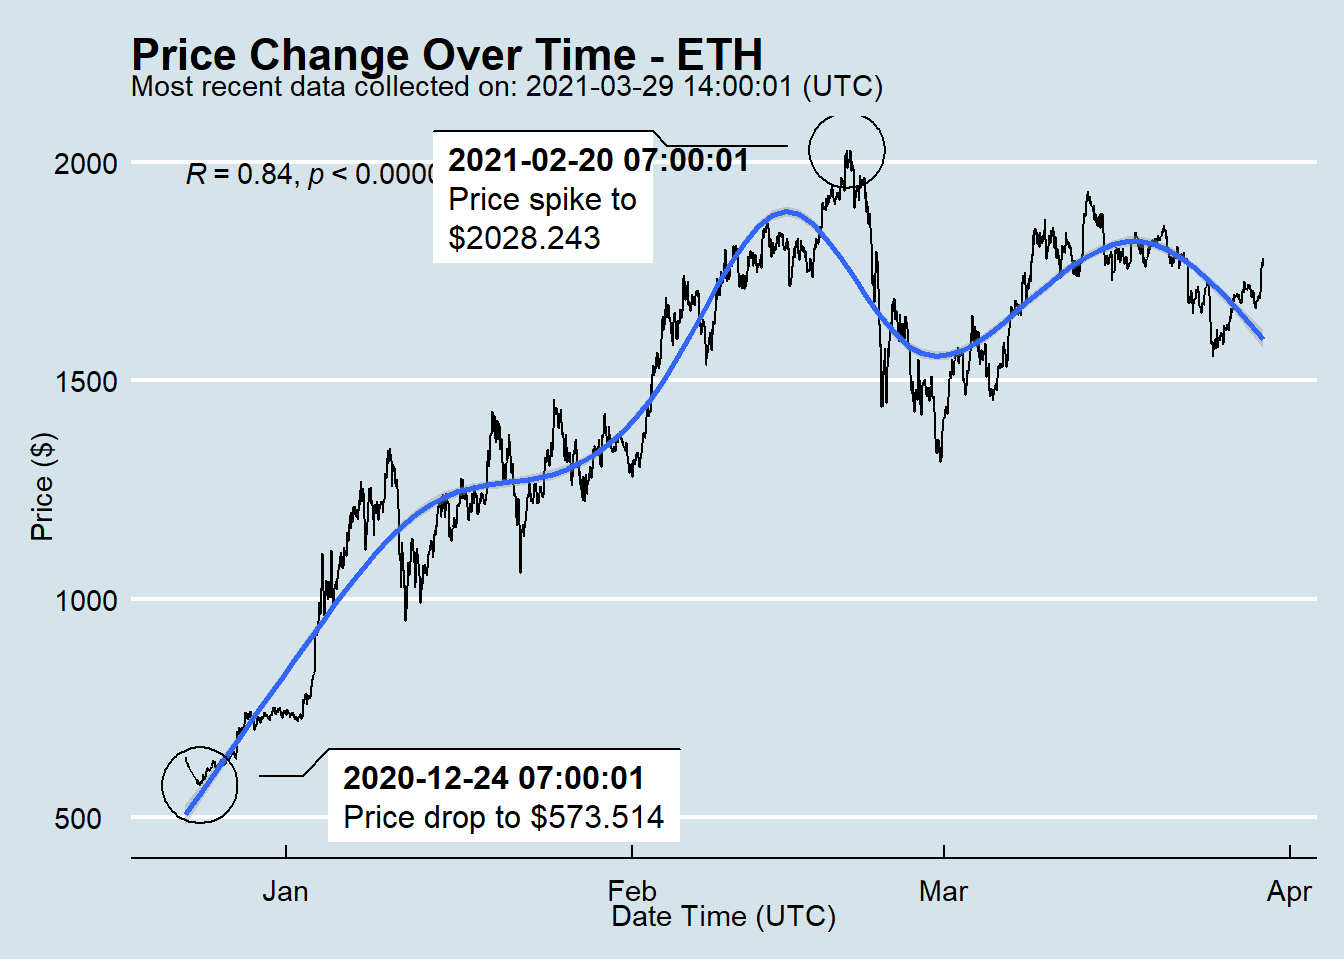 Price Change Over Time - ETH
Most recent data collected on: 2021-03-29 14:00:01 (UTC)
R = 0.84, p < 0.000
2021-02-20 07:00:01
Price spike to
$2028.243
2000
1500
1000
500
Price ($)
2020-12-24 07:00:01
Price drop to $573.514
Jan
Feb
Mar
Apr
Date Time (UTC)